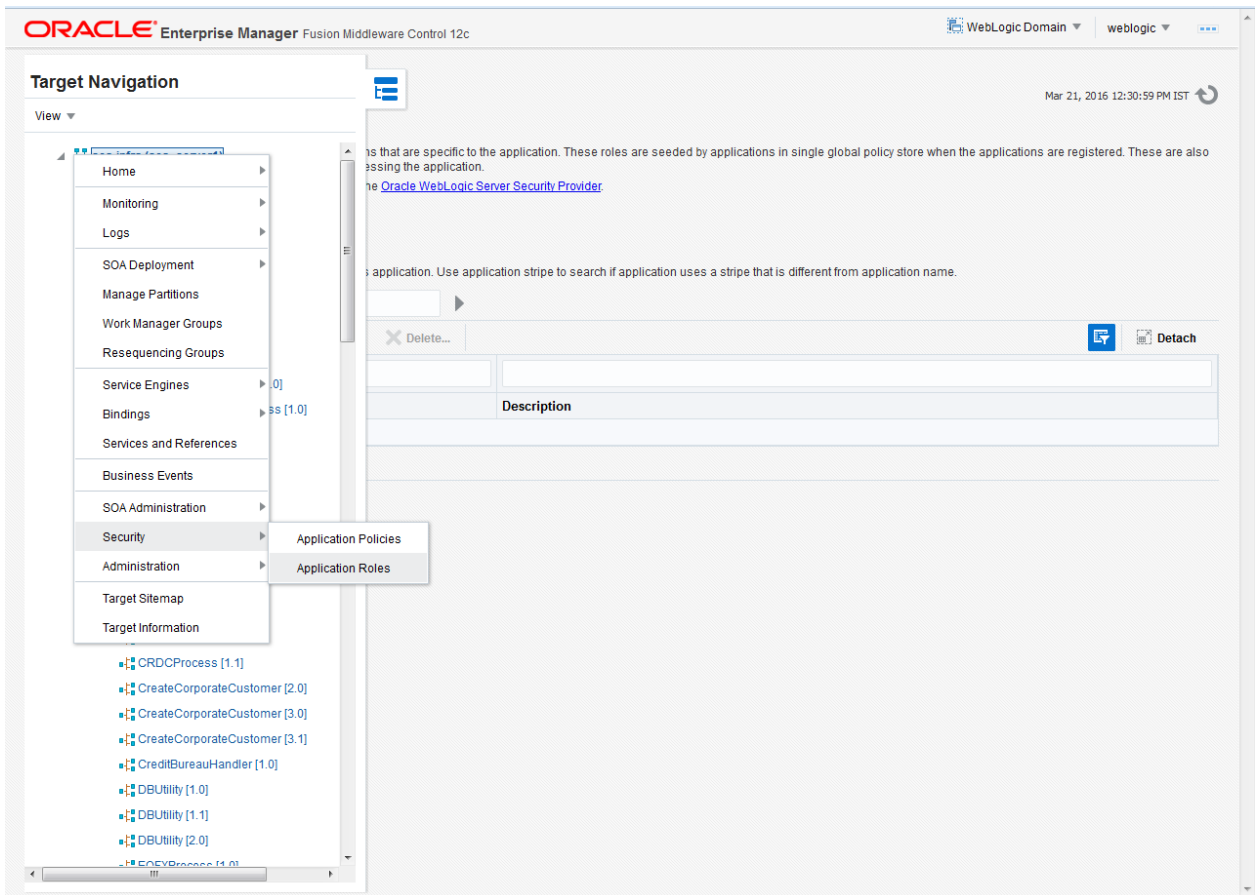 ORACLE Enterprise Manager Fusion Middleware Control 12c
WebLogic Domain
weblogic
Target Navigation
View
Mar 21, 2016 12:30:59 PM IST
ns that are specific to the application. These roles are seeded by applications in single global policy store when the applications are registered. These are also
essing the application.
he Oracle WebLogic Server Security Provider.
s application. Use application stripe to search if application uses a stripe that is different from application name.
Delete...
Detach
Description
Home
Monitoring
Logs
SOA Deployment
Manage Partitions
Work Manager Groups
Resequencing Groups
Service Engines
.0]
Bindings
ss [1.0]
Services and References
Business Events
SOA Administration
Security
Application Policies
Administration
Application Roles
Target Sitemap
Target Information
CRDCProcess [1.1]
CreateCorporateCustomer [2.0]
CreateCorporateCustomer [3.0]
CreateCorporateCustomer [3.1]
CreditBureauHandler [1.0]
DBUtility [1.0]
DBUtility [1.1]
DBUtility [2.0]